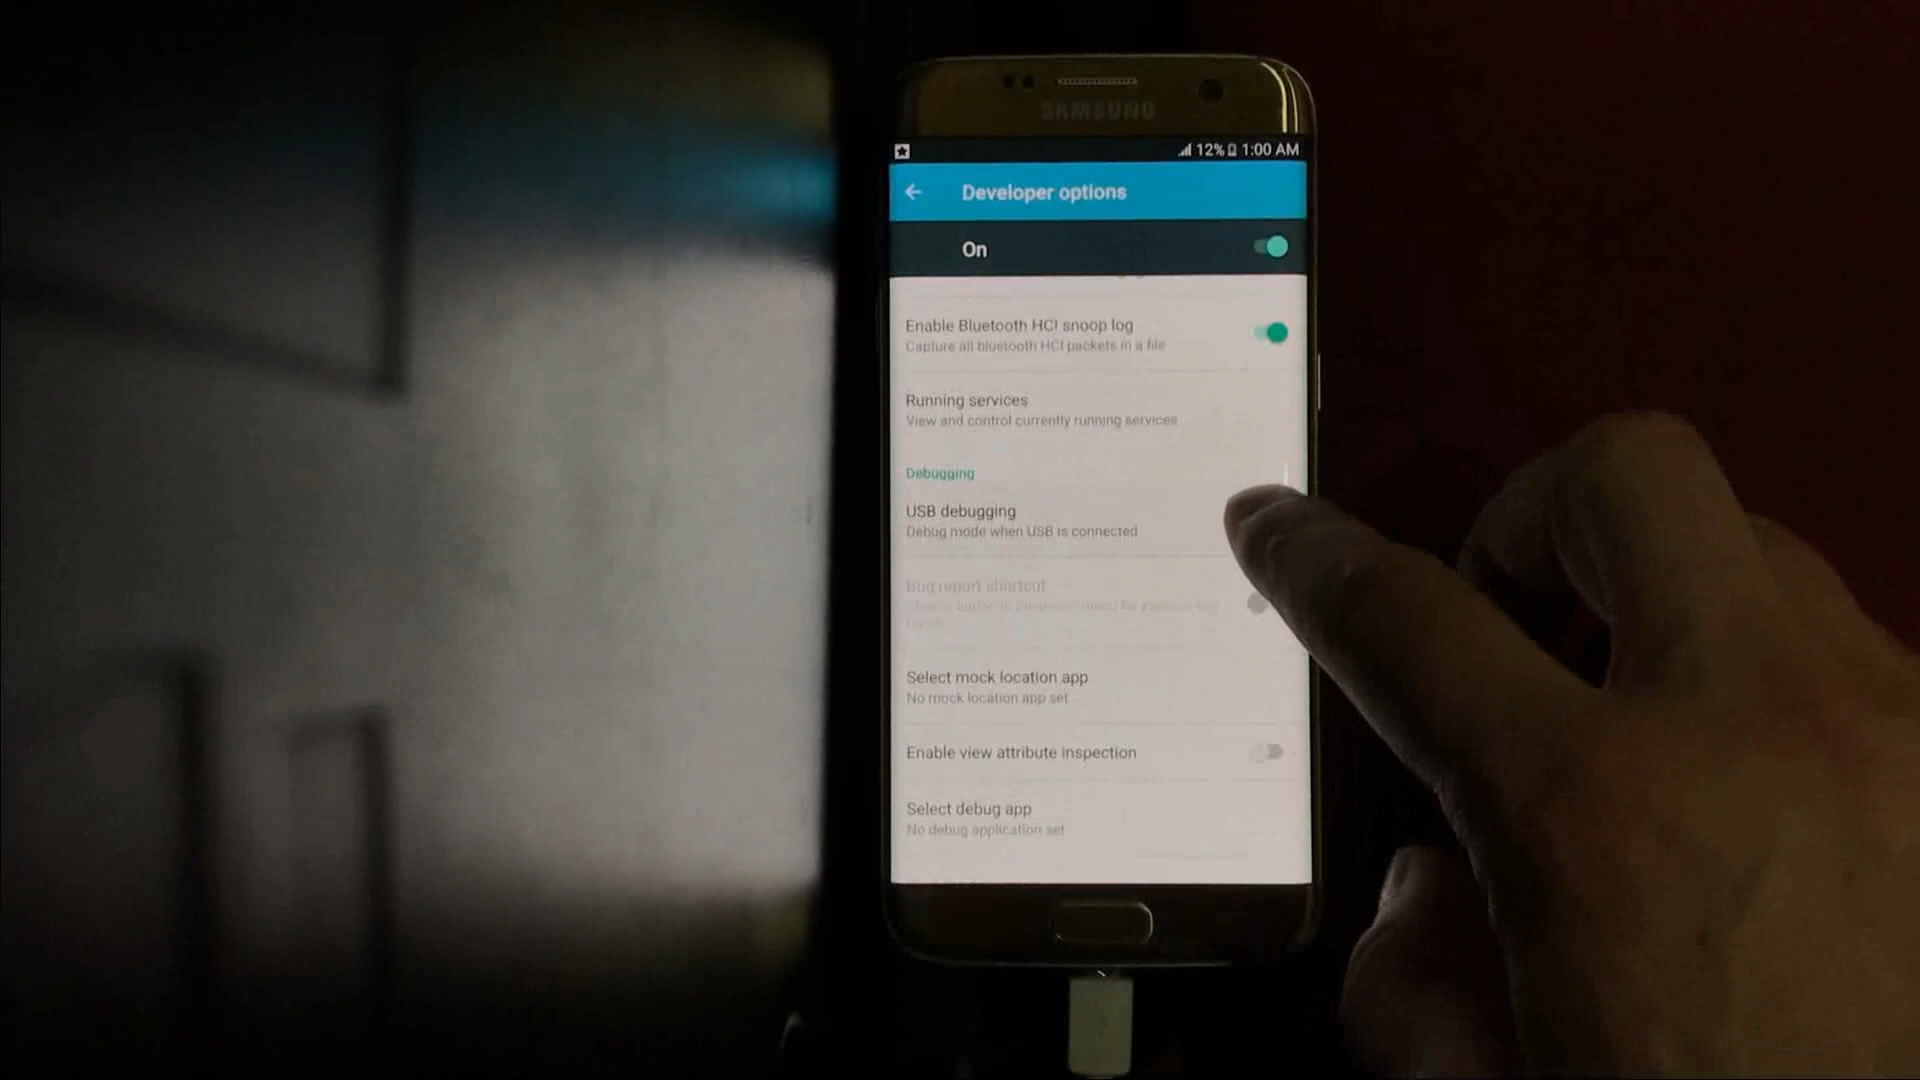 SAMSUNG
12% 1:00 AM
Developer options
On
Enable Bluetooth HCI snoop log
Capture all bluetooth HCI packets in a file
Running services
View and control currently running services
Debugging
USB debugging
Debug mode when USB is connected
Bug report shortcut
Select mock location app
No mock location app set
Enable view attribute inspection
Select debug app
No debug application set